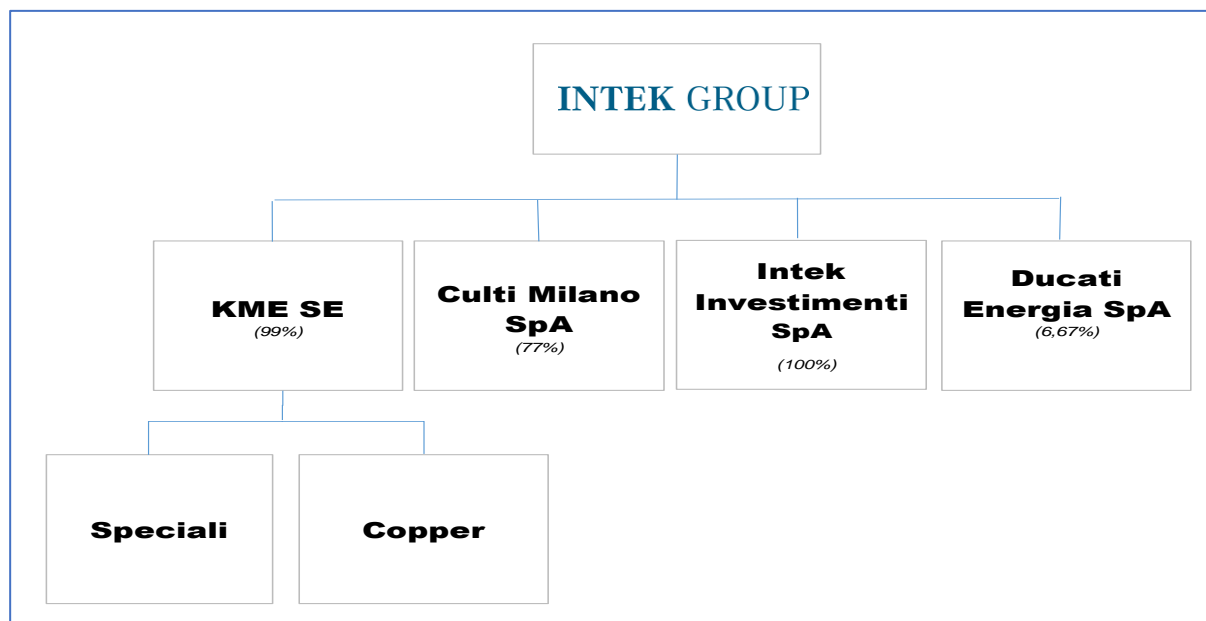 INTEK GROUP
KME SE
(99%)
Culti Milano
SpA
(77%)
Intek
Investimenti
SpA
(100%)
Ducati
Energia SpA
(6,67%)
Speciali
Copper